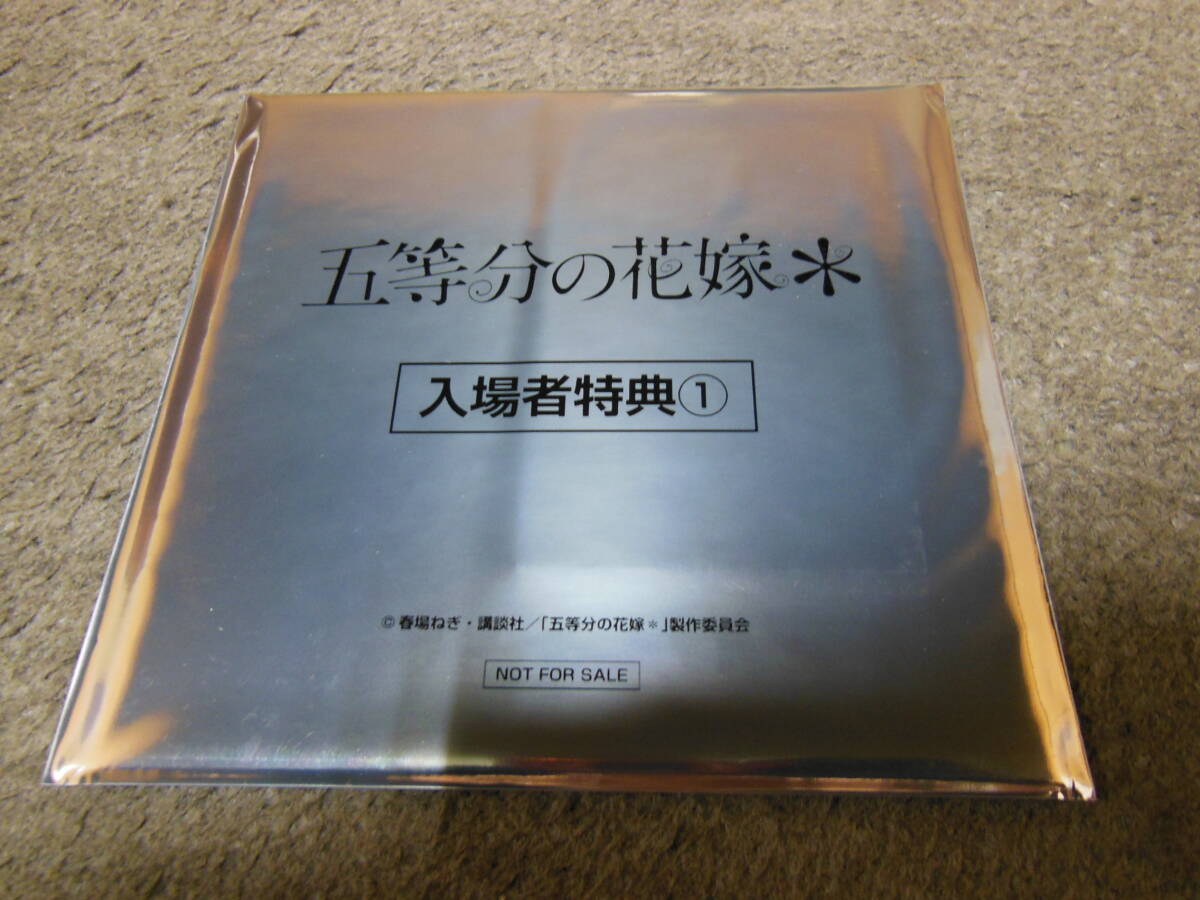 五等分の花嫁＊
入場者特典①
©春場ねぎ・講談社／「五等分の花嫁＊」製作委員会
NOT FOR SALE